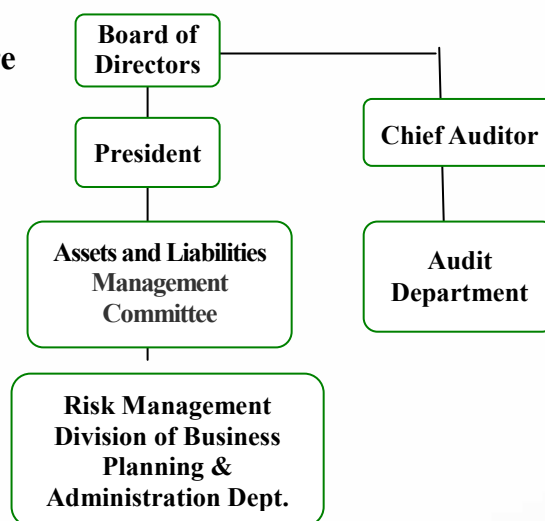 Board of
Directors
President
Chief Auditor
Assets and Liabilities
Management
Committee
Audit
Department
Risk Management
Division of Business
Planning &
Administration Dept.